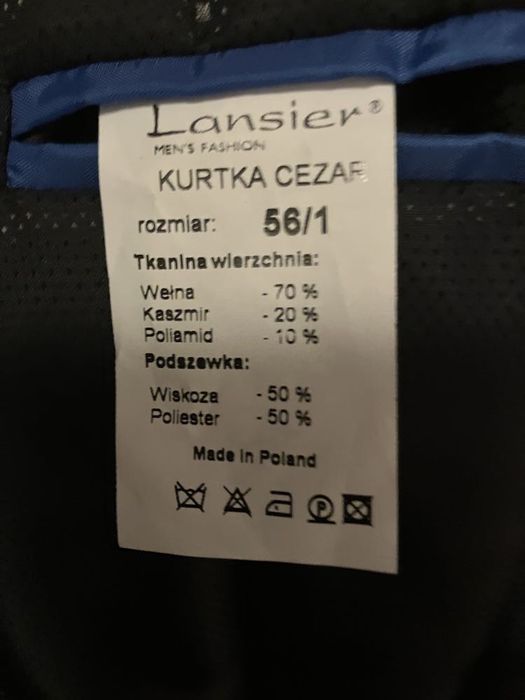 Lansier®
MEN'S FASHION
KURTKA CEZAR
rozmiar: 56/1
Tkanina wierzchnia:
Wełna - 70 %
Kaszmir - 20 %
Poliamid - 10 %
Podszewka:
Wiskoza - 50 %
Poliester - 50 %
Made in Poland
P